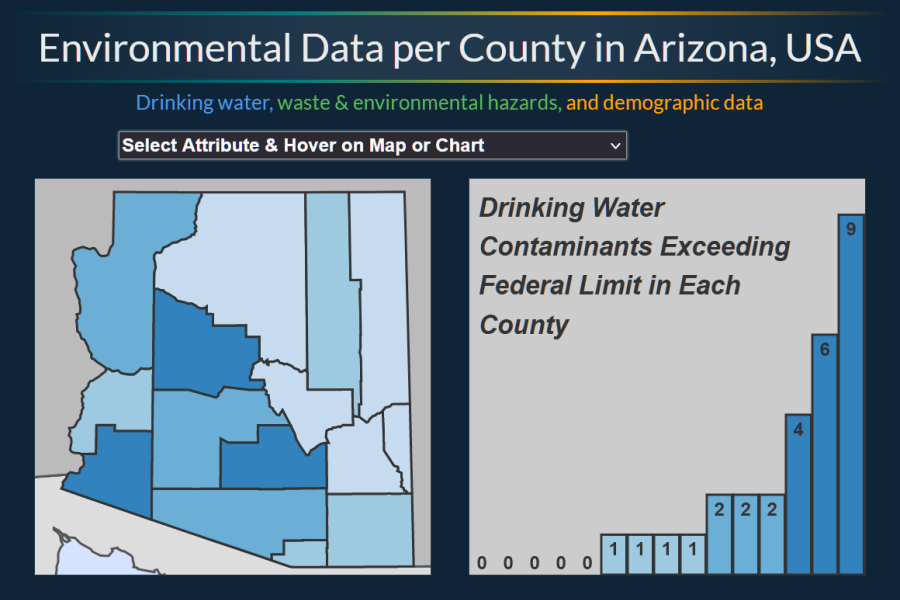 Environmental Data per County in Arizona, USA
Drinking water, waste & environmental hazards, and demographic data
Select Attribute & Hover on Map or Chart
Drinking Water
Contaminants Exceeding
Federal Limit in Each
County
9
6
4
2 2 2
1 1 1 1
0 0 0 0 0